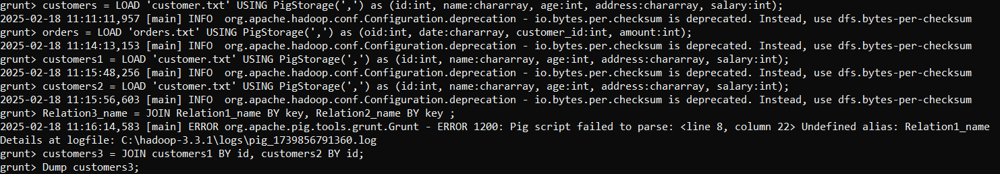 grunt> customers = LOAD 'customer.txt' USING PigStorage(',') as (id:int, name:chararray, age:int, address:chararray, salary:int);
2025-02-18 11:11:11,957 [main] INFO  org.apache.hadoop.conf.Configuration.deprecation - io.bytes.per.checksum is deprecated. Instead, use dfs.bytes-per-checksum
grunt> orders = LOAD 'orders.txt' USING PigStorage(',') as (oid:int, date:chararray, customer_id:int, amount:int);
2025-02-18 11:14:13,153 [main] INFO  org.apache.hadoop.conf.Configuration.deprecation - io.bytes.per.checksum is deprecated. Instead, use dfs.bytes-per-checksum
grunt> customers1 = LOAD 'customer.txt' USING PigStorage(',') as (id:int, name:chararray, age:int, address:chararray, salary:int);
2025-02-18 11:15:48,256 [main] INFO  org.apache.hadoop.conf.Configuration.deprecation - io.bytes.per.checksum is deprecated. Instead, use dfs.bytes-per-checksum
grunt> customers2 = LOAD 'customer.txt' USING PigStorage(',') as (id:int, name:chararray, age:int, address:chararray, salary:int);
2025-02-18 11:15:56,603 [main] INFO  org.apache.hadoop.conf.Configuration.deprecation - io.bytes.per.checksum is deprecated. Instead, use dfs.bytes-per-checksum
grunt> Relation3_name = JOIN Relation1_name BY key, Relation2_name BY key ;
2025-02-18 11:16:14,583 [main] ERROR org.apache.pig.tools.grunt.Grunt - ERROR 1200: Pig script failed to parse: <line 8, column 22> Undefined alias: Relation1_name
Details at logfile: C:\hadoop-3.3.1\logs\pig_1739856791360.log
grunt> customers3 = JOIN customers1 BY id, customers2 BY id;
grunt> Dump customers3;